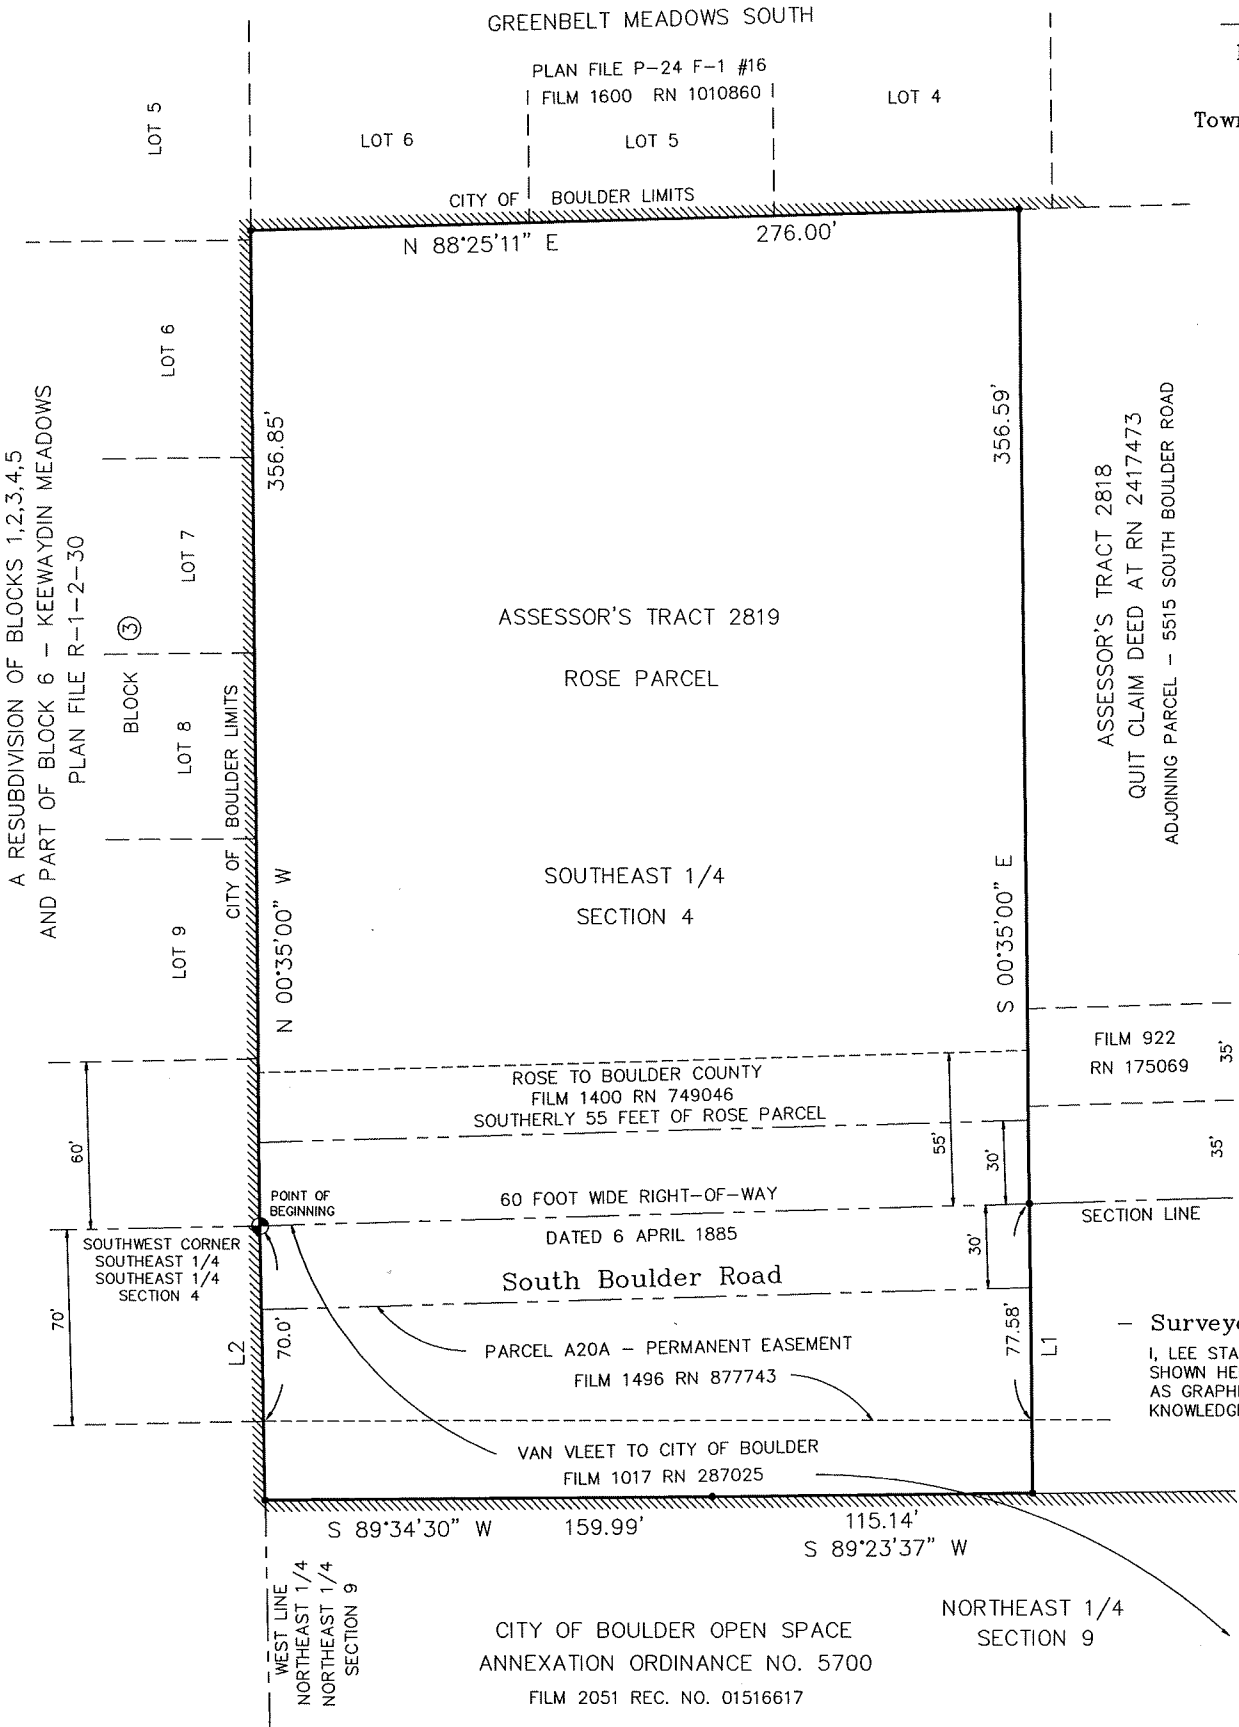 GREENBELT MEADOWS SOUTH
PLAN FILE P-24 F-1 #16
FILM 1600 RN 1010860
LOT 5
LOT 6
LOT 5
LOT 4
CITY OF BOULDER LIMITS
N 88°25'11" E
276.00'
A RESUBDIVISION OF BLOCKS 1,2,3,4,5
AND PART OF BLOCK 6 - KEEWAYDIN MEADOWS
PLAN FILE R-1-2-30
BLOCK 3
LOT 6
LOT 7
LOT 8
LOT 9
CITY OF BOULDER LIMITS
356.85'
N 00°35'00" W
ASSESSOR'S TRACT 2819
ROSE PARCEL
SOUTHEAST 1/4
SECTION 4
356.59'
S 00°35'00" E
ASSESSOR'S TRACT 2818
QUIT CLAIM DEED AT RN 2417473
ADJOINING PARCEL - 5515 SOUTH BOULDER ROAD
FILM 922
RN 175069
35'
35'
ROSE TO BOULDER COUNTY
FILM 1400 RN 749046
SOUTHERLY 55 FEET OF ROSE PARCEL
60'
55'
30'
POINT OF
BEGINNING
60 FOOT WIDE RIGHT-OF-WAY
DATED 6 APRIL 1885
SECTION LINE
SOUTHWEST CORNER
SOUTHEAST 1/4
SOUTHEAST 1/4
SECTION 4
30'
South Boulder Road
70'
L2
70.0'
77.58'
L1
PARCEL A20A - PERMANENT EASEMENT
FILM 1496 RN 877743
- Surveyo
I, LEE STA
SHOWN HE
AS GRAPHI
KNOWLEDG
VAN VLEET TO CITY OF BOULDER
FILM 1017 RN 287025
S 89°34'30" W
159.99'
115.14'
S 89°23'37" W
WEST LINE
NORTHEAST 1/4
NORTHEAST 1/4
SECTION 9
CITY OF BOULDER OPEN SPACE
ANNEXATION ORDINANCE NO. 5700
FILM 2051 REC. NO. 01516617
NORTHEAST 1/4
SECTION 9
Town